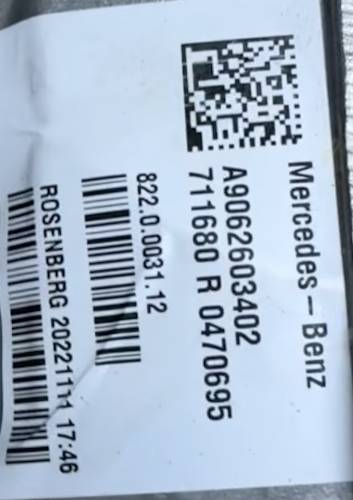 Mercedes – Benz
A9062603402
711680 R 0470695
822.0.0031.12
ROSENBERG 20221111 17:46